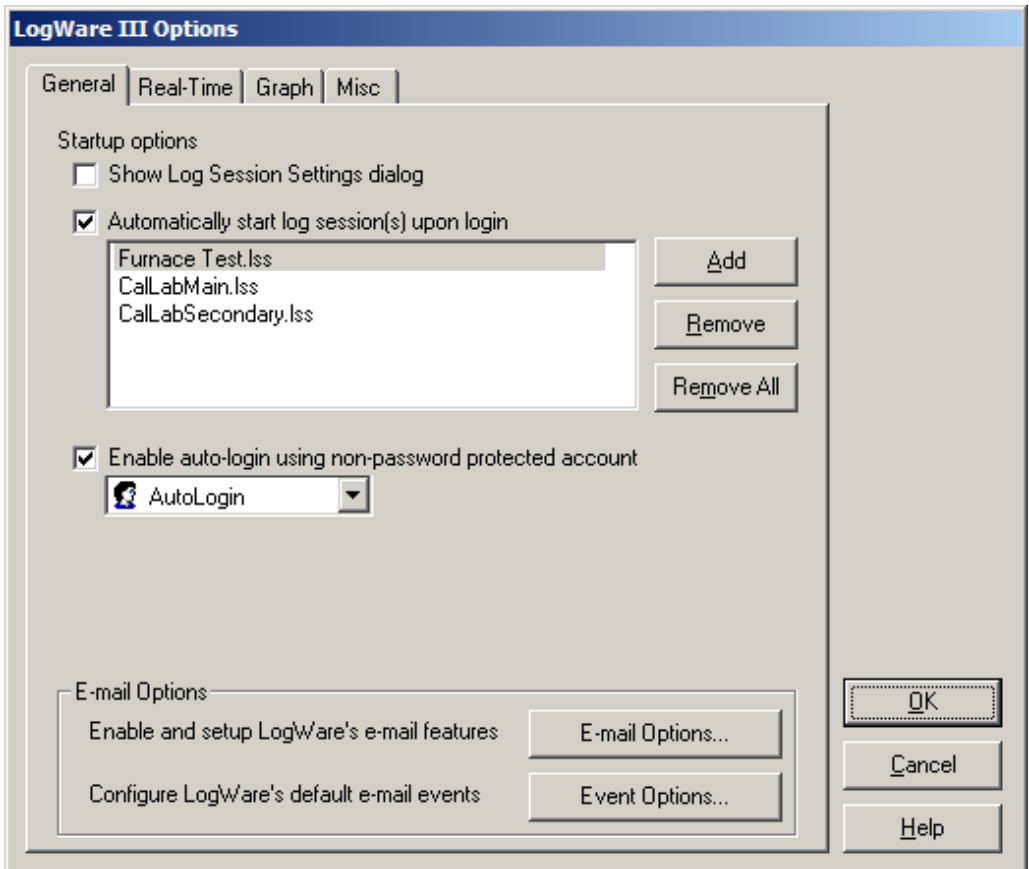 LogWare III Options
General
Real-Time
Graph
Misc
Startup options
Show Log Session Settings dialog
Automatically start log session(s) upon login
Furnace Test.lss
CalLabMain.lss
CalLabSecondary.lss
Add
Remove
Remove All
Enable auto-login using non-password protected account
AutoLogin
E-mail Options
Enable and setup LogWare's e-mail features
E-mail Options...
Configure LogWare's default e-mail events
Event Options...
OK
Cancel
Help